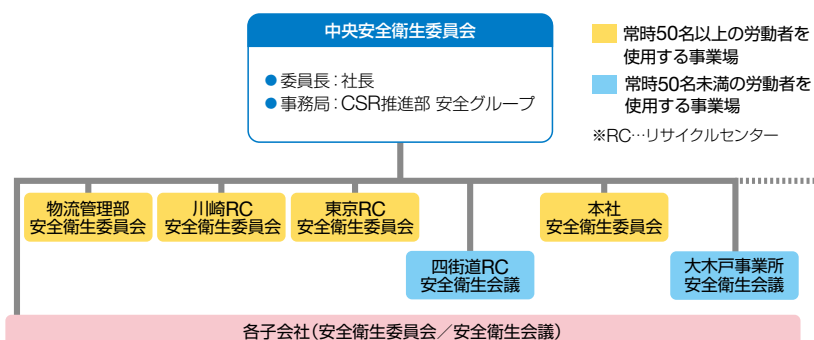 中央安全衛生委員会
●委員長：社長
●事務局：CSR推進部 安全グループ
常時50名以上の労働者を
使用する事業場
常時50名未満の労働者を
使用する事業場
※RC…リサイクルセンター
物流管理部
安全衛生委員会
川崎RC
安全衛生委員会
東京RC
安全衛生委員会
本社
安全衛生委員会
四街道RC
安全衛生会議
大木戸事業所
安全衛生会議
各子会社（安全衛生委員会／安全衛生会議）